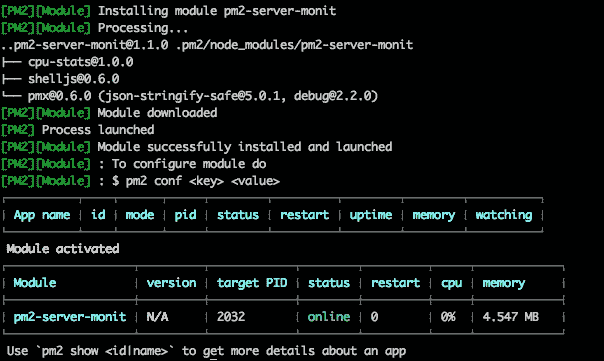 [PM2][Module] Installing module pm2-server-monit
[PM2][Module] Processing...
..pm2-server-monit@1.1.0 .pm2/node_modules/pm2-server-monit
├── cpu-stats@1.0.0
├── shelljs@0.6.0
└── pmx@0.6.0 (json-stringify-safe@5.0.1, debug@2.2.0)
[PM2][Module] Module downloaded
[PM2] Process launched
[PM2][Module] Module successfully installed and launched
[PM2][Module] : To configure module do
[PM2][Module] : $ pm2 conf <key> <value>
App name │ id │ mode │ pid │ status │ restart │ uptime │ memory │ watching
Module activated
Module │ version │ target PID │ status │ restart │ cpu │ memory
pm2-server-monit │ N/A │ 2032 │ online │ 0 │ 0% │ 4.547 MB
Use `pm2 show <id|name>` to get more details about an app